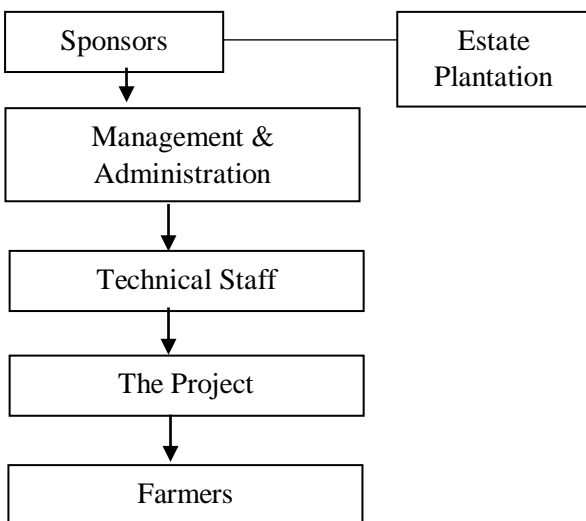 Sponsors
Estate
Plantation
Management &
Administration
Technical Staff
The Project
Farmers